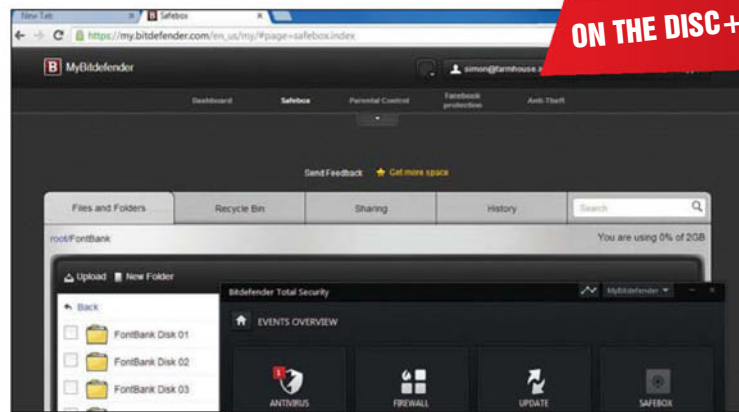 New Tab Safebox
ON THE DISC+
https://my.bitdefender.com/en_us/my/#page=safebox.index
B MyBitdefender
simon@farmhouse
Dashboard Safebox Parental Control Facebook protection Anti-Theft
Send Feedback Get more space
Files and Folders Recycle Bin Sharing History Search
root/FontBank You are using 0% of 2GB
Upload New Folder
Bitdefender Total Security MyBitdefender
Back
EVENTS OVERVIEW
FontBank Disk 01
FontBank Disk 02
FontBank Disk 03
1
ANTIVIRUS FIREWALL UPDATE SAFEBOX